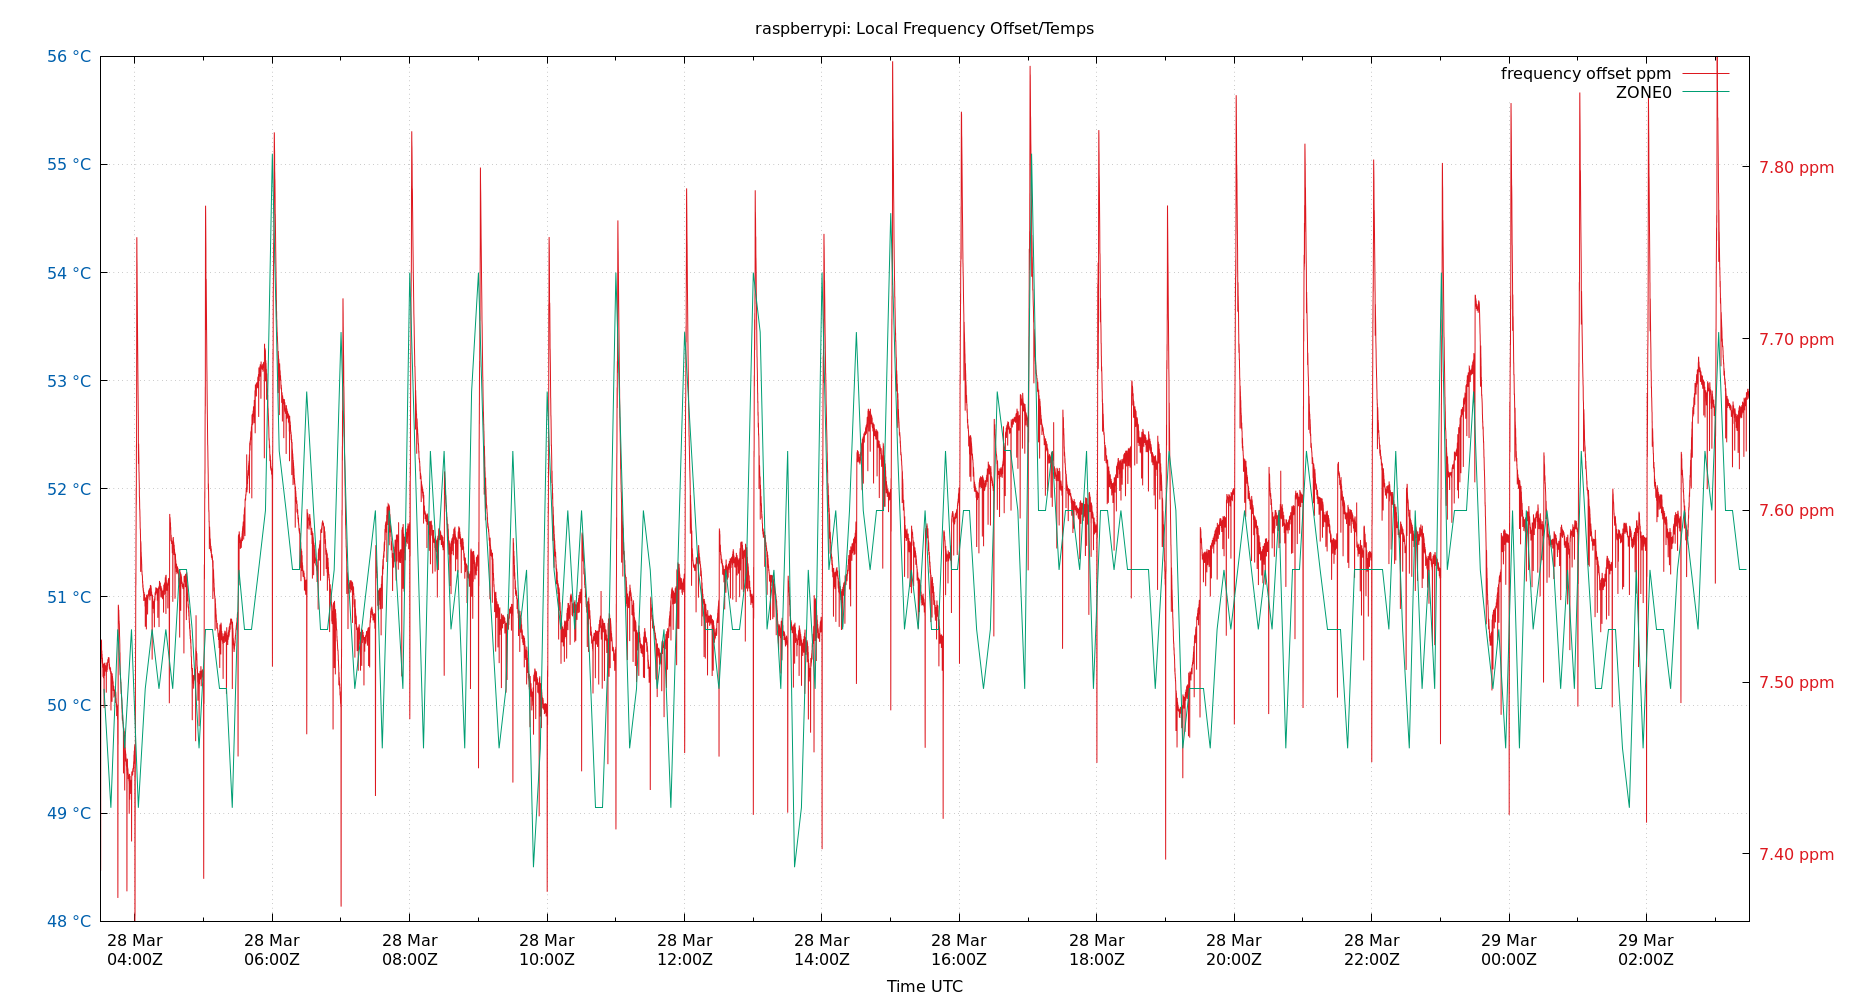 raspberrypi: Local Frequency Offset/Temps
56 °C
55 °C
54 °C
53 °C
52 °C
51 °C
50 °C
49 °C
48 °C
frequency offset ppm
ZONE0
7.80 ppm
7.70 ppm
7.60 ppm
7.50 ppm
7.40 ppm
28 Mar 28 Mar 28 Mar 28 Mar 28 Mar 28 Mar 28 Mar 28 Mar 28 Mar 28 Mar 29 Mar 29 Mar
04:00Z 06:00Z 08:00Z 10:00Z 12:00Z 14:00Z 16:00Z 18:00Z 20:00Z 22:00Z 00:00Z 02:00Z
Time UTC